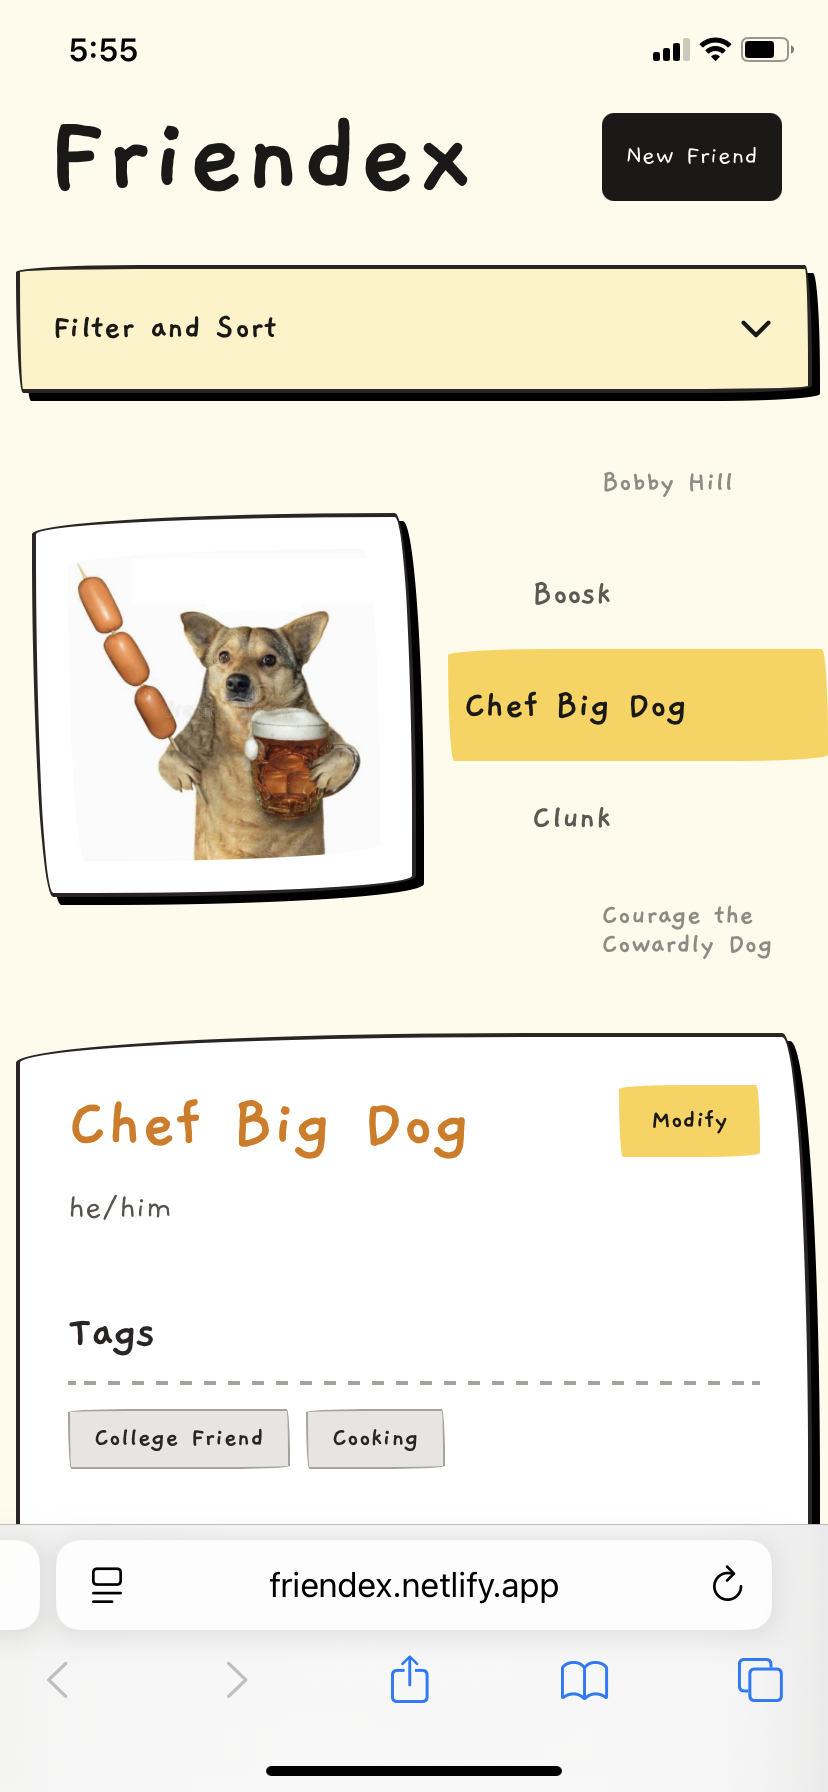 5:55
Friendex
New Friend
Filter and Sort
Bobby Hill
Boosk
Chef Big Dog
Clunk
Courage the
Cowardly Dog
Chef Big Dog
Modify
he/him
Tags
College Friend
Cooking
friendex.netlify.app